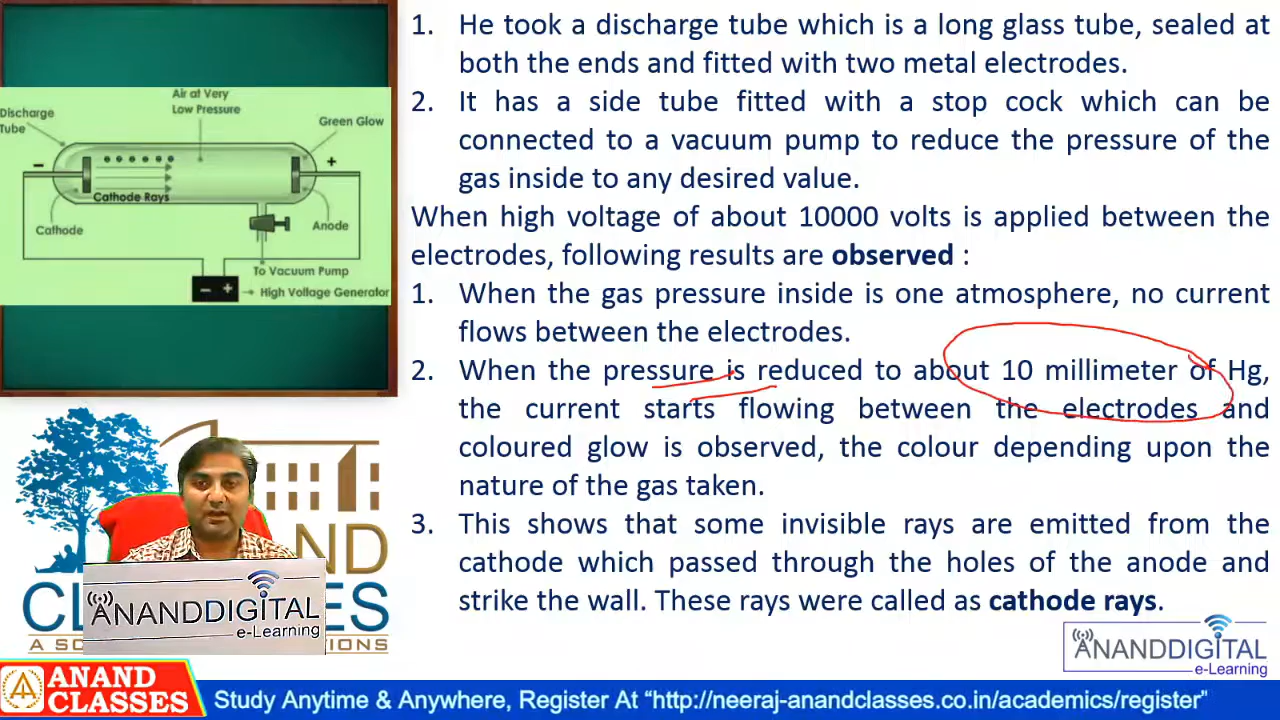 1. He took a discharge tube which is a long glass tube, sealed at
both the ends and fitted with two metal electrodes.
2. It has a side tube fitted with a stop cock which can be
connected to a vacuum pump to reduce the pressure of the
gas inside to any desired value.
When high voltage of about 10000 volts is applied between the
electrodes, following results are observed :
1. When the gas pressure inside is one atmosphere, no current
flows between the electrodes.
2. When the pressure is reduced to about 10 millimeter of Hg,
the current starts flowing between the electrodes and
coloured glow is observed, the colour depending upon the
nature of the gas taken.
3. This shows that some invisible rays are emitted from the
cathode which passed through the holes of the anode and
strike the wall. These rays were called as cathode rays.
Air at Very
Low Pressure
Discharge
Tube
Green Glow
−
+
Cathode Rays
Cathode
Anode
To Vacuum Pump
− +
High Voltage Generator
ANANDDIGITAL
e-Learning
ANANDDIGITAL
e-Learning
ANAND
CLASSES
Study Anytime & Anywhere, Register At “http://neeraj-anandclasses.co.in/academics/register”